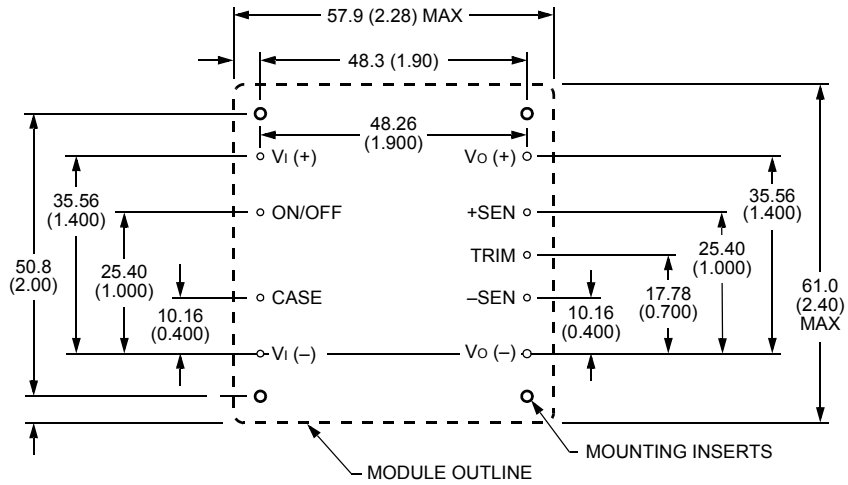 57.9 (2.28) MAX
48.3 (1.90)
48.26
(1.900)
VI (+)
VO (+)
35.56
(1.400)
35.56
(1.400)
ON/OFF
+SEN
TRIM
50.8
(2.00)
25.40
(1.000)
25.40
(1.000)
CASE
–SEN
10.16
(0.400)
10.16
(0.400)
17.78
(0.700)
61.0
(2.40)
MAX
VI (–)
VO (–)
MOUNTING INSERTS
MODULE OUTLINE